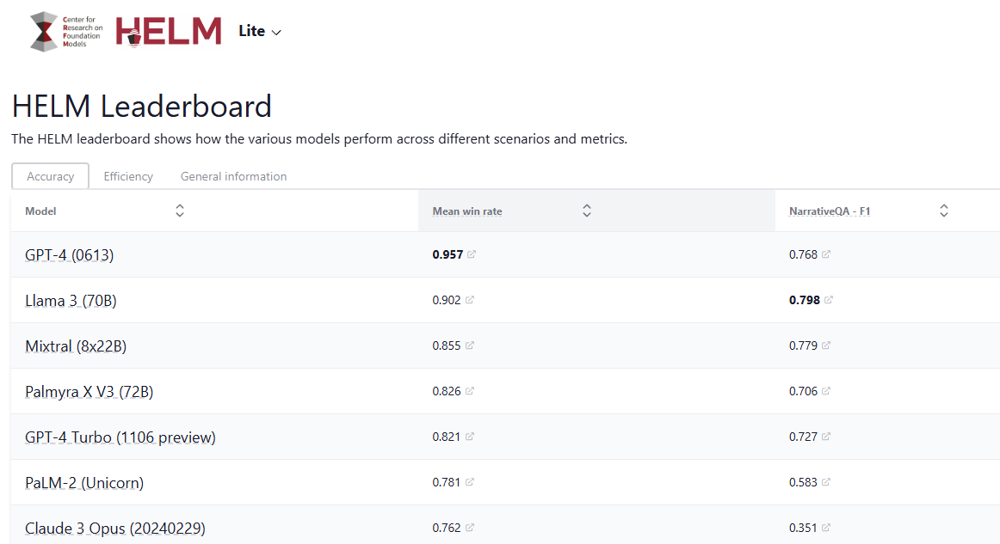 Center for
Research on
Foundation
Models
HELM
Lite
HELM Leaderboard
The HELM leaderboard shows how the various models perform across different scenarios and metrics.
Accuracy Efficiency General information
Model Mean win rate NarrativeQA - F1
GPT-4 (0613) 0.957 0.768
Llama 3 (70B) 0.902 0.798
Mixtral (8x22B) 0.855 0.779
Palmyra X V3 (72B) 0.826 0.706
GPT-4 Turbo (1106 preview) 0.821 0.727
PaLM-2 (Unicorn) 0.781 0.583
Claude 3 Opus (20240229) 0.762 0.351